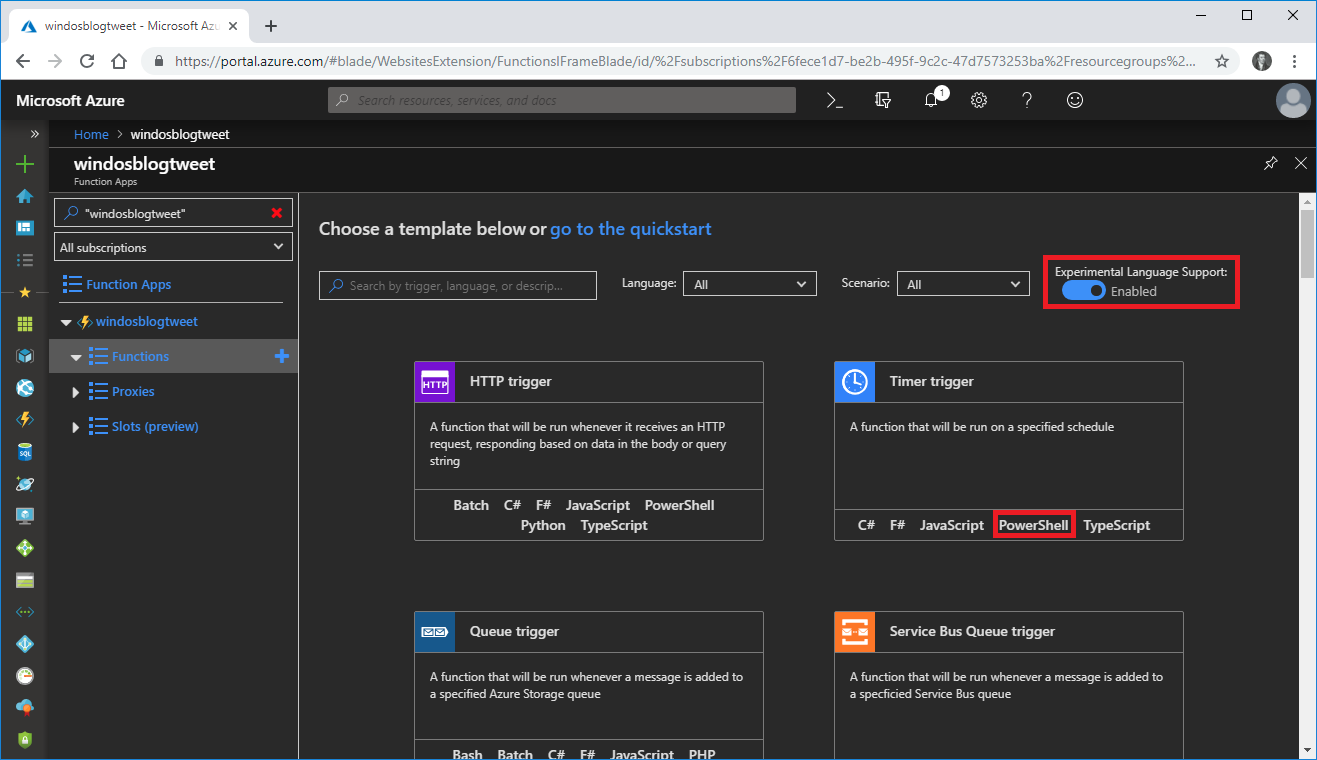 windosblogtweet - Microsoft Azu
https://portal.azure.com/#blade/WebsitesExtension/FunctionsIFrameBlade/id/%2Fsubscriptions%2F6fece1d7-be2b-495f-9c2c-47d7573253ba%2Fresourcegroups%2...
Microsoft Azure
Search resources, services, and docs
1
Home > windosblogtweet
windosblogtweet
Function Apps
"windosblogtweet"
All subscriptions
Function Apps
windosblogtweet
Functions
Proxies
Slots (preview)
Choose a template below or go to the quickstart
Search by trigger, language, or descrip...
Language: All
Scenario: All
Experimental Language Support:
Enabled
HTTP
HTTP trigger
A function that will be run whenever it receives an HTTP
request, responding based on data in the body or query
string
Batch C# F# JavaScript PowerShell
Python TypeScript
Timer trigger
A function that will be run on a specified schedule
C# F# JavaScript PowerShell TypeScript
Queue trigger
A function that will be run whenever a message is added to
a specified Azure Storage queue
Bash Batch C# F# JavaScript PHP
Service Bus Queue trigger
A function that will be run whenever a message is added to
a specficied Service Bus queue
SQL